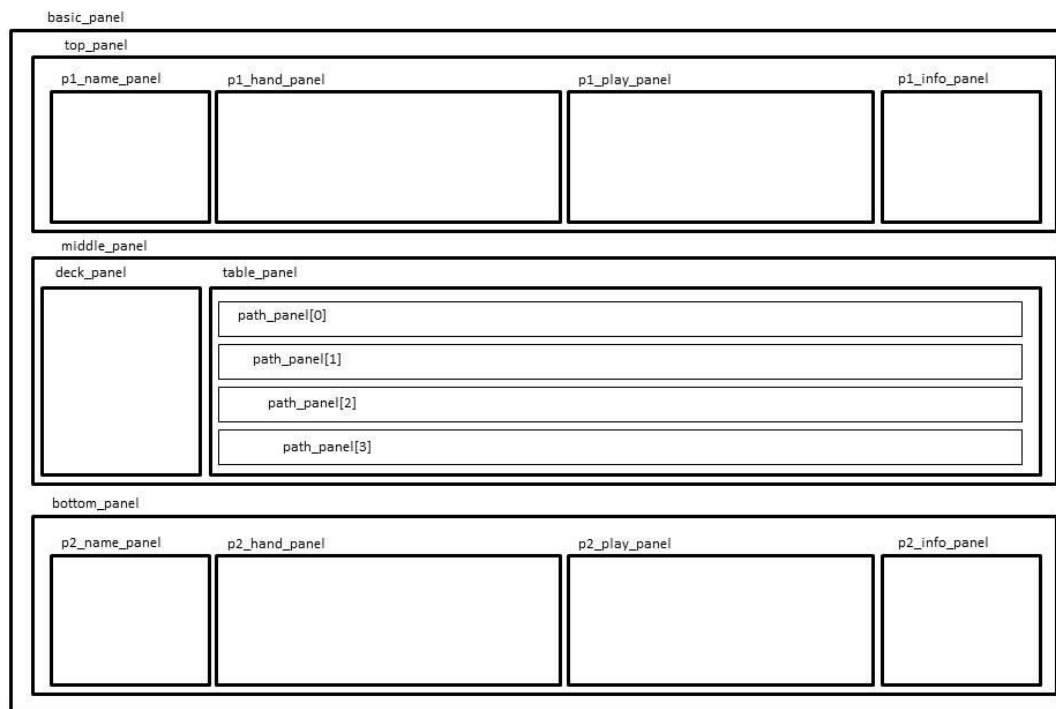 basic_panel
top_panel
p1_name_panel p1_hand_panel p1_play_panel p1_info_panel
middle_panel
deck_panel table_panel
path_panel[0]
path_panel[1]
path_panel[2]
path_panel[3]
bottom_panel
p2_name_panel p2_hand_panel p2_play_panel p2_info_panel